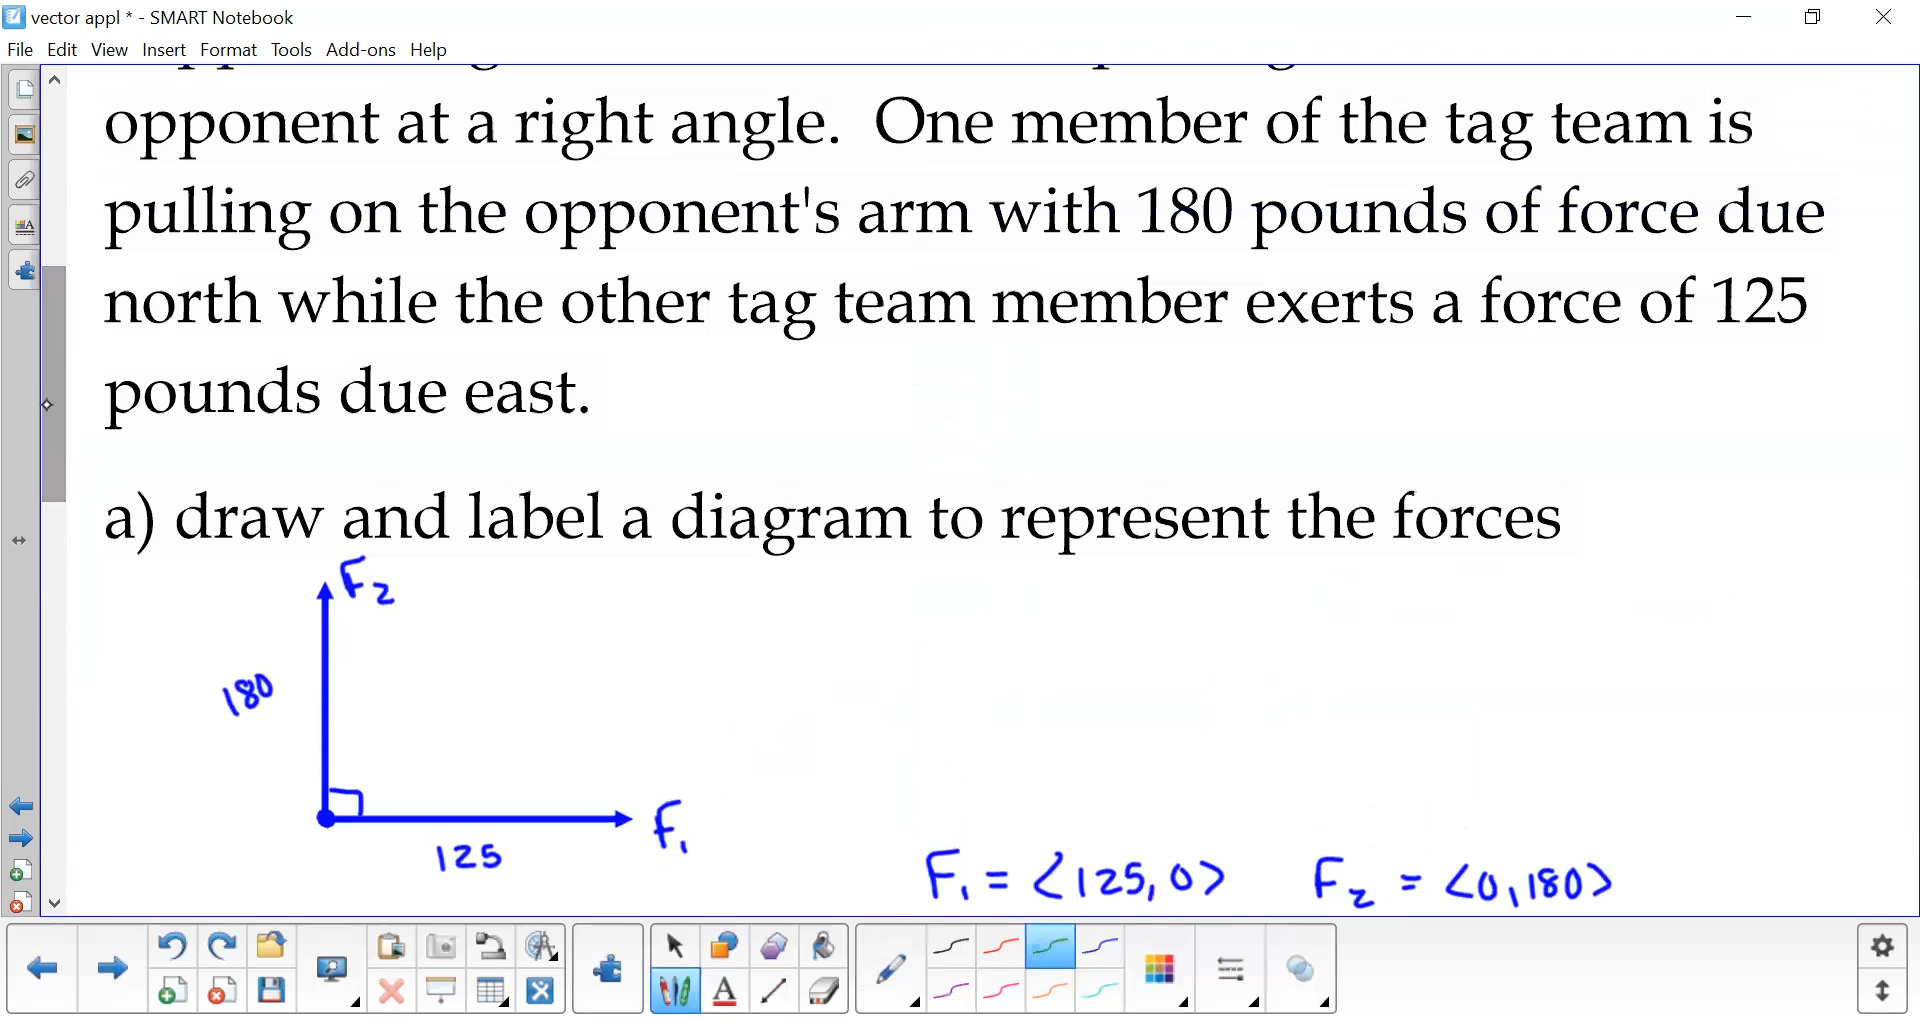 vector appl * - SMART Notebook
File Edit View Insert Format Tools Add-ons Help
opponent at a right angle. One member of the tag team is
pulling on the opponent's arm with 180 pounds of force due
north while the other tag team member exerts a force of 125
pounds due east.
a) draw and label a diagram to represent the forces
F₂
180
F₁
125
F₁ = <125, 0> F₂ = <0, 180>